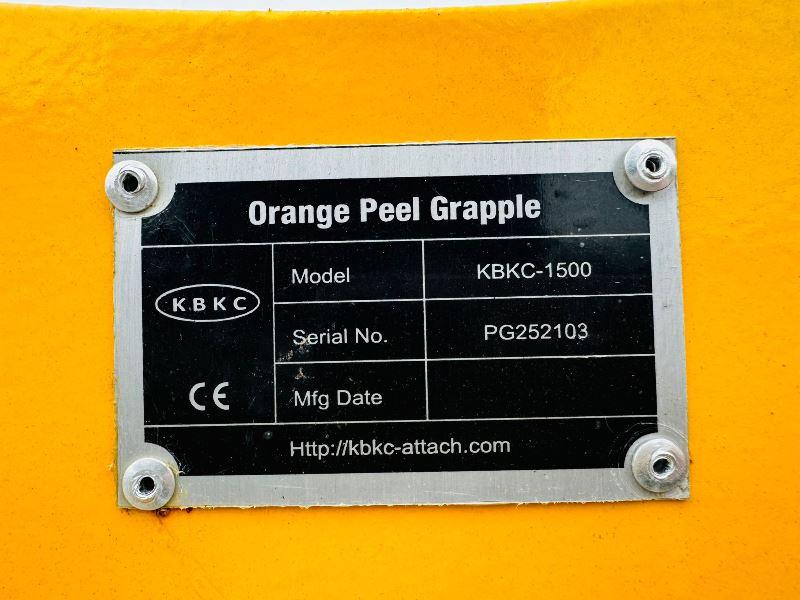 Orange Peel Grapple
KBKC
Model KBKC-1500
Serial No. PG252103
CE
Mfg Date
Http://kbkc-attach.com